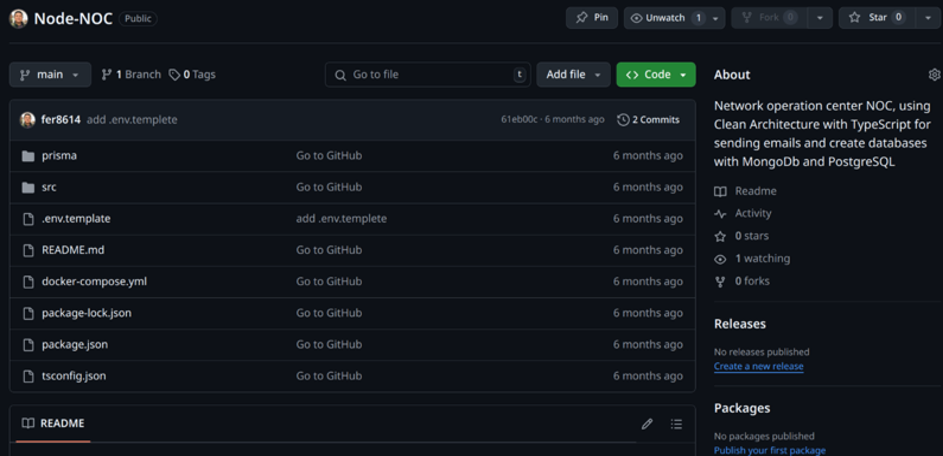 Node-NOC Public
Pin
Unwatch 1
Fork 0
Star 0
main
1 Branch
0 Tags
Go to file t
Add file
Code
fer8614 add .env.templete
61eb00c · 6 months ago
2 Commits
prisma Go to GitHub 6 months ago
src Go to GitHub 6 months ago
.env.template add .env.templete 6 months ago
README.md Go to GitHub 6 months ago
docker-compose.yml Go to GitHub 6 months ago
package-lock.json Go to GitHub 6 months ago
package.json Go to GitHub 6 months ago
tsconfig.json Go to GitHub 6 months ago
README
About
Network operation center NOC, using
Clean Architecture with TypeScript for
sending emails and create databases
with MongoDb and PostgreSQL
Readme
Activity
0 stars
1 watching
0 forks
Releases
No releases published
Create a new release
Packages
No packages published
Publish your first package